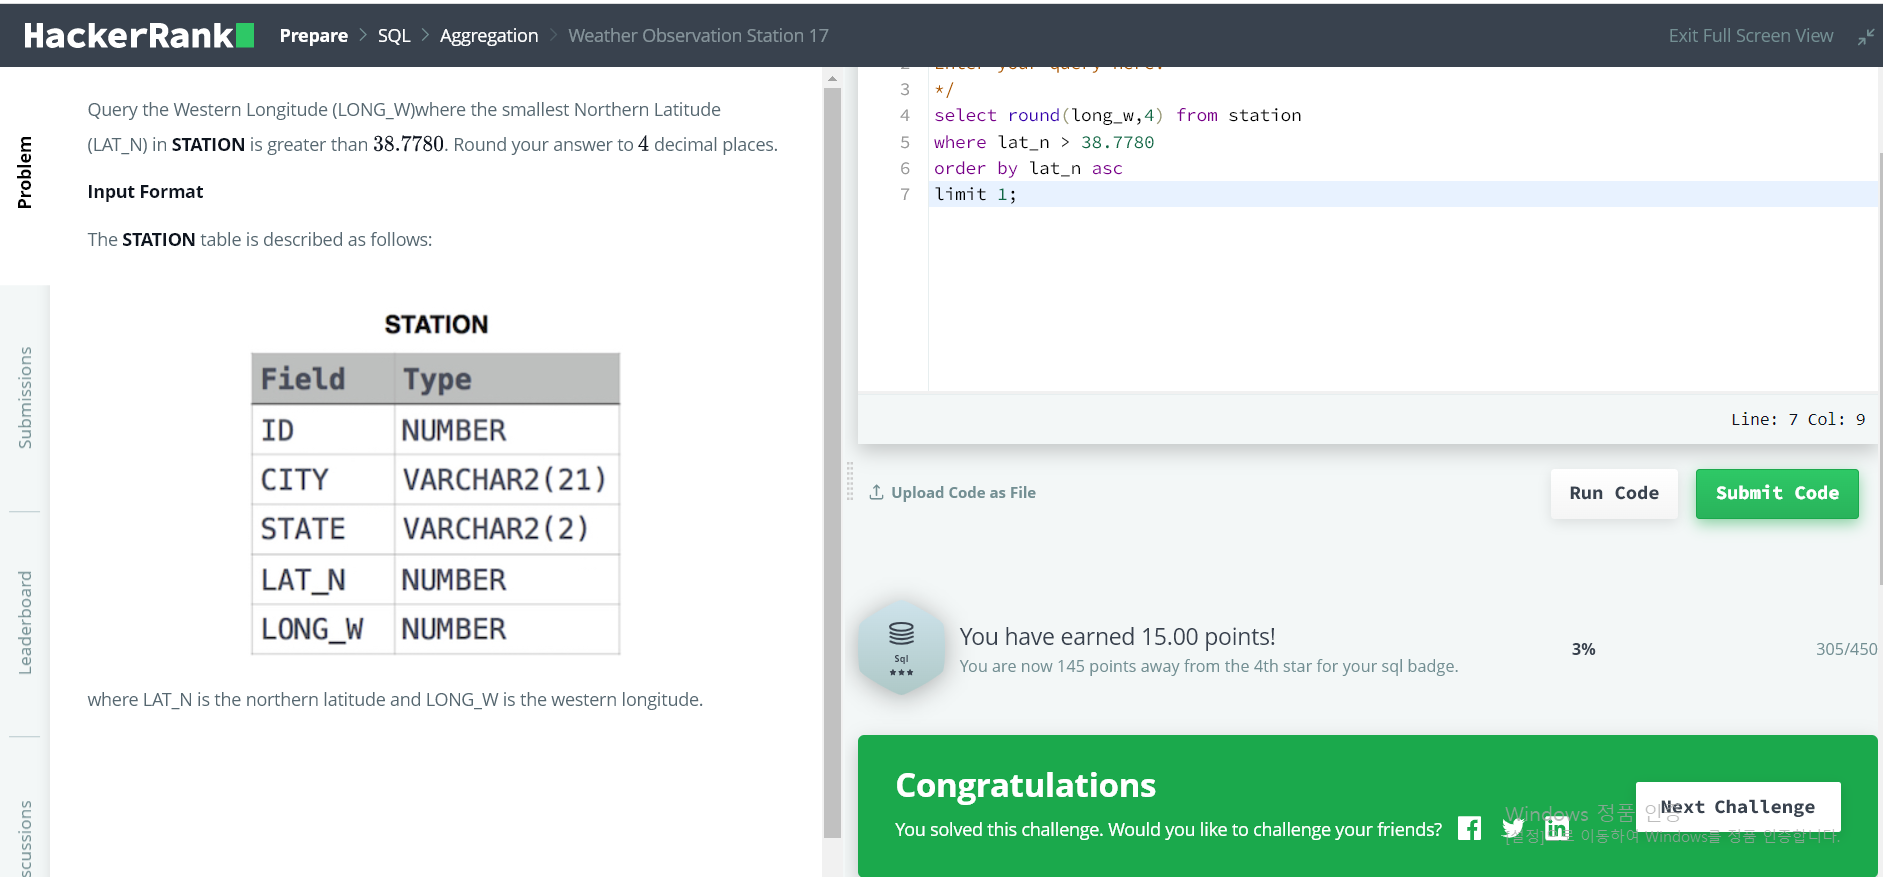 HackerRank Prepare > SQL > Aggregation > Weather Observation Station 17 Exit Full Screen View
Problem
Submissions
Leaderboard
Query the Western Longitude (LONG_W)where the smallest Northern Latitude
(LAT_N) in STATION is greater than 38.7780. Round your answer to 4 decimal places.
Input Format
The STATION table is described as follows:
STATION
Field Type
ID NUMBER
CITY VARCHAR2(21)
STATE VARCHAR2(2)
LAT_N NUMBER
LONG_W NUMBER
where LAT_N is the northern latitude and LONG_W is the western longitude.
2 Enter your query here.
3 */
4 select round(long_w,4) from station
5 where lat_n > 38.7780
6 order by lat_n asc
7 limit 1;
Line: 7 Col: 9
Upload Code as File
Run Code
Submit Code
Sql
You have earned 15.00 points!
You are now 145 points away from the 4th star for your sql badge.
3%
305/450
Congratulations
You solved this challenge. Would you like to challenge your friends?
Next Challenge
Windows 정품 인증
[설정]으로 이동하여 Windows를 정품 인증합니다.